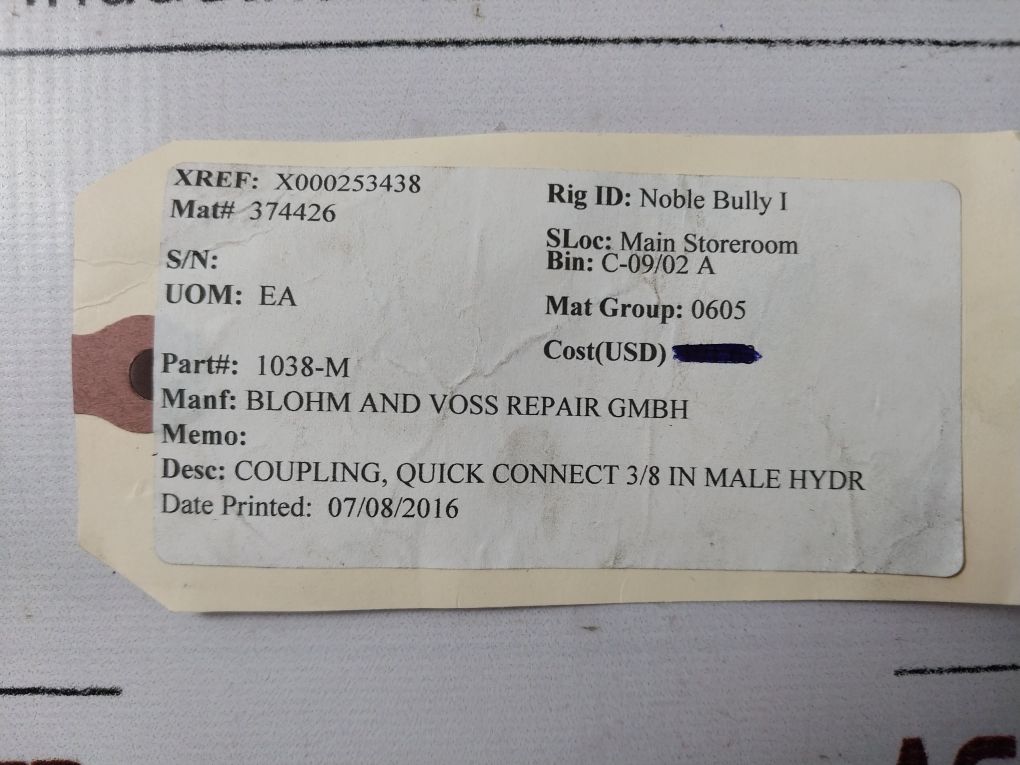 XREF: X000253438
Mat# 374426
S/N:
UOM: EA
Rig ID: Noble Bully I
SLoc: Main Storeroom
Bin: C-09/02 A
Mat Group: 0605
Cost(USD)
Part#: 1038-M
Manf: BLOHM AND VOSS REPAIR GMBH
Memo:
Desc: COUPLING, QUICK CONNECT 3/8 IN MALE HYDR
Date Printed: 07/08/2016